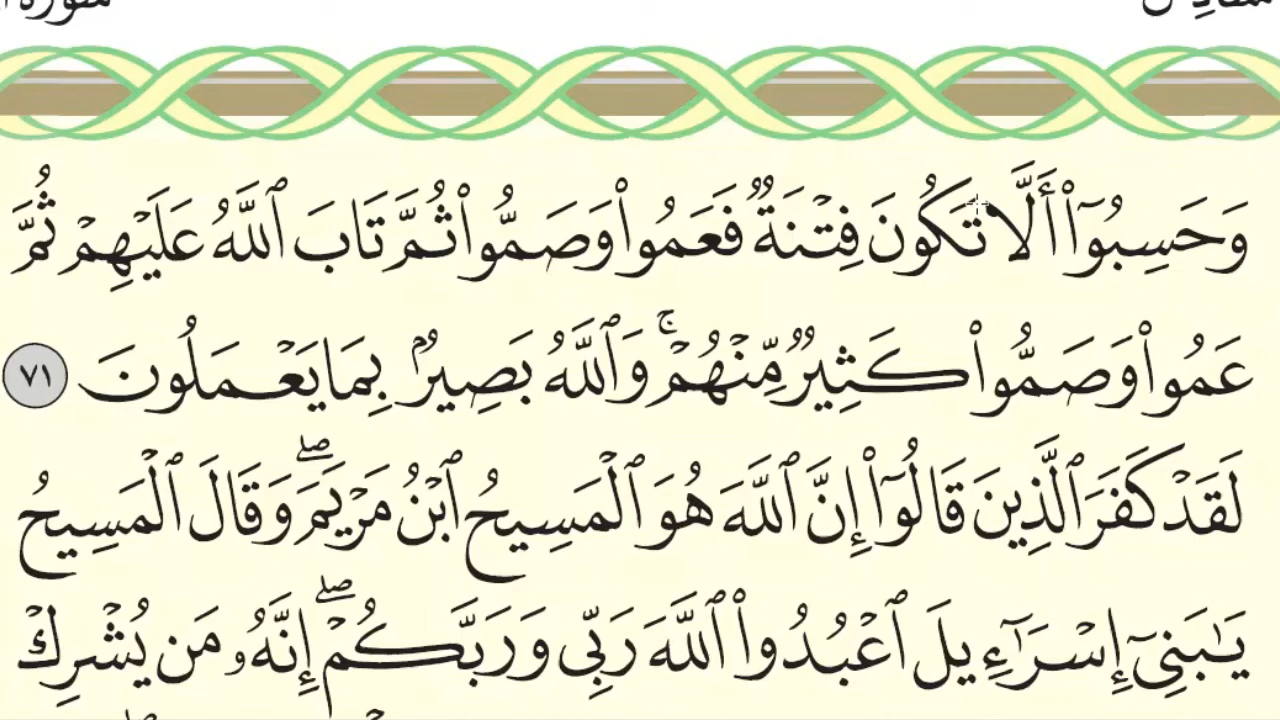 وَحَسِبُوٓا۟ أَلَّا تَكُونَ فِتْنَةٌ فَعَمُوا۟ وَصَمُّوا۟ ثُمَّ تَابَ ٱللَّهُ عَلَيْهِمْ ثُمَّ
عَمُوا۟ وَصَمُّوا۟ كَثِيرٌ مِّنْهُمْ ۚ وَٱللَّهُ بَصِيرٌۢ بِمَا يَعْمَلُونَ ٧١
لَقَدْ كَفَرَ ٱلَّذِينَ قَالُوٓا۟ إِنَّ ٱللَّهَ هُوَ ٱلْمَسِيحُ ٱبْنُ مَرْيَمَ ۖ وَقَالَ ٱلْمَسِيحُ
يَـٰبَنِىٓ إِسْرَٰٓءِيلَ ٱعْبُدُوا۟ ٱللَّهَ رَبِّى وَرَبَّكُمْ ۖ إِنَّهُۥ مَن يُشْرِكْ